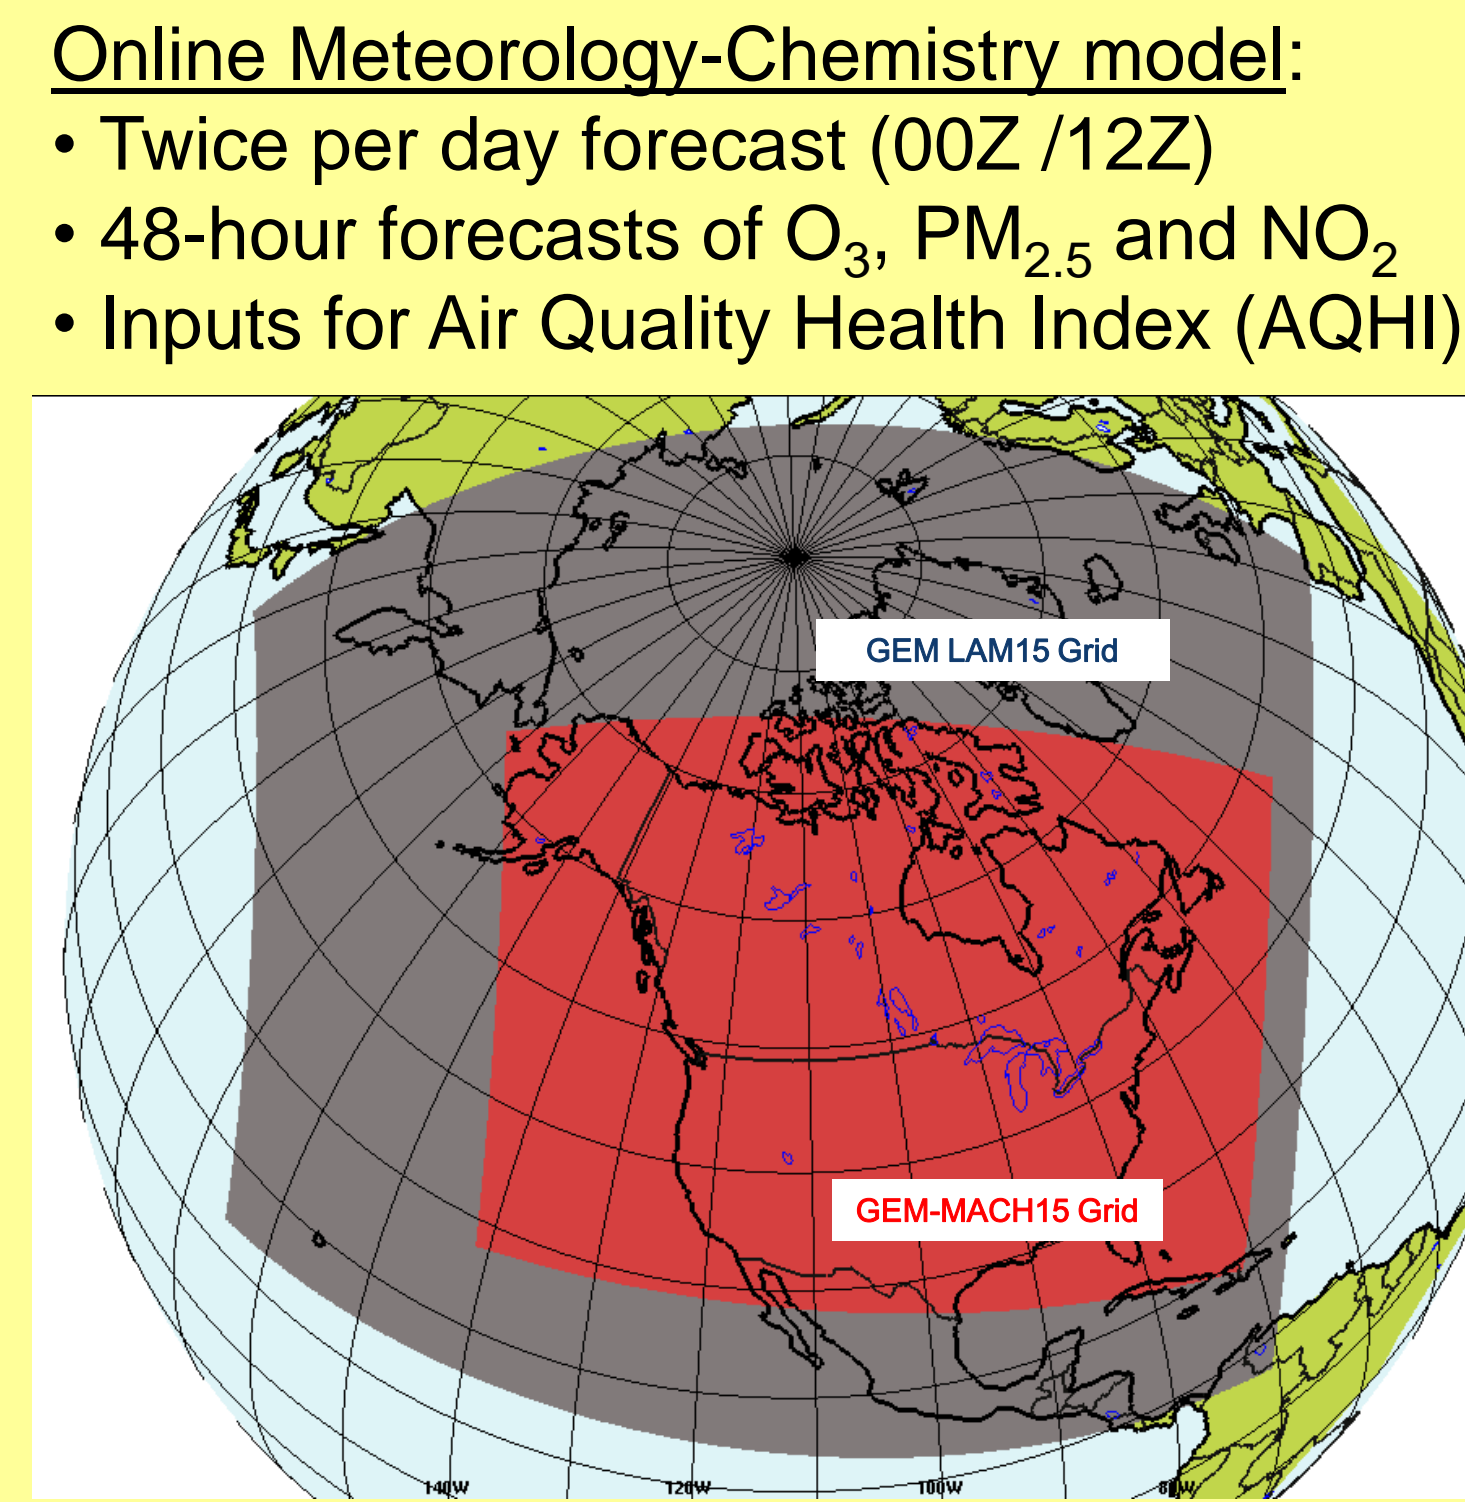 Online Meteorology-Chemistry model:
• Twice per day forecast (00Z /12Z)
• 48-hour forecasts of O₃, PM₂.₅ and NO₂
• Inputs for Air Quality Health Index (AQHI)
GEM LAM15 Grid
GEM-MACH15 Grid
140W 120W 100W 80W